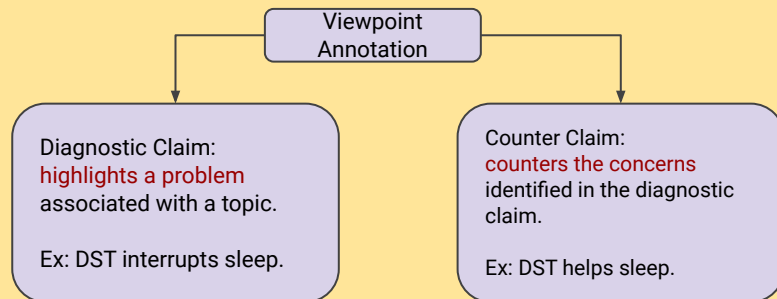 Viewpoint
Annotation
Diagnostic Claim:
highlights a problem
associated with a topic.
Ex: DST interrupts sleep.
Counter Claim:
counters the concerns
identified in the diagnostic
claim.
Ex: DST helps sleep.